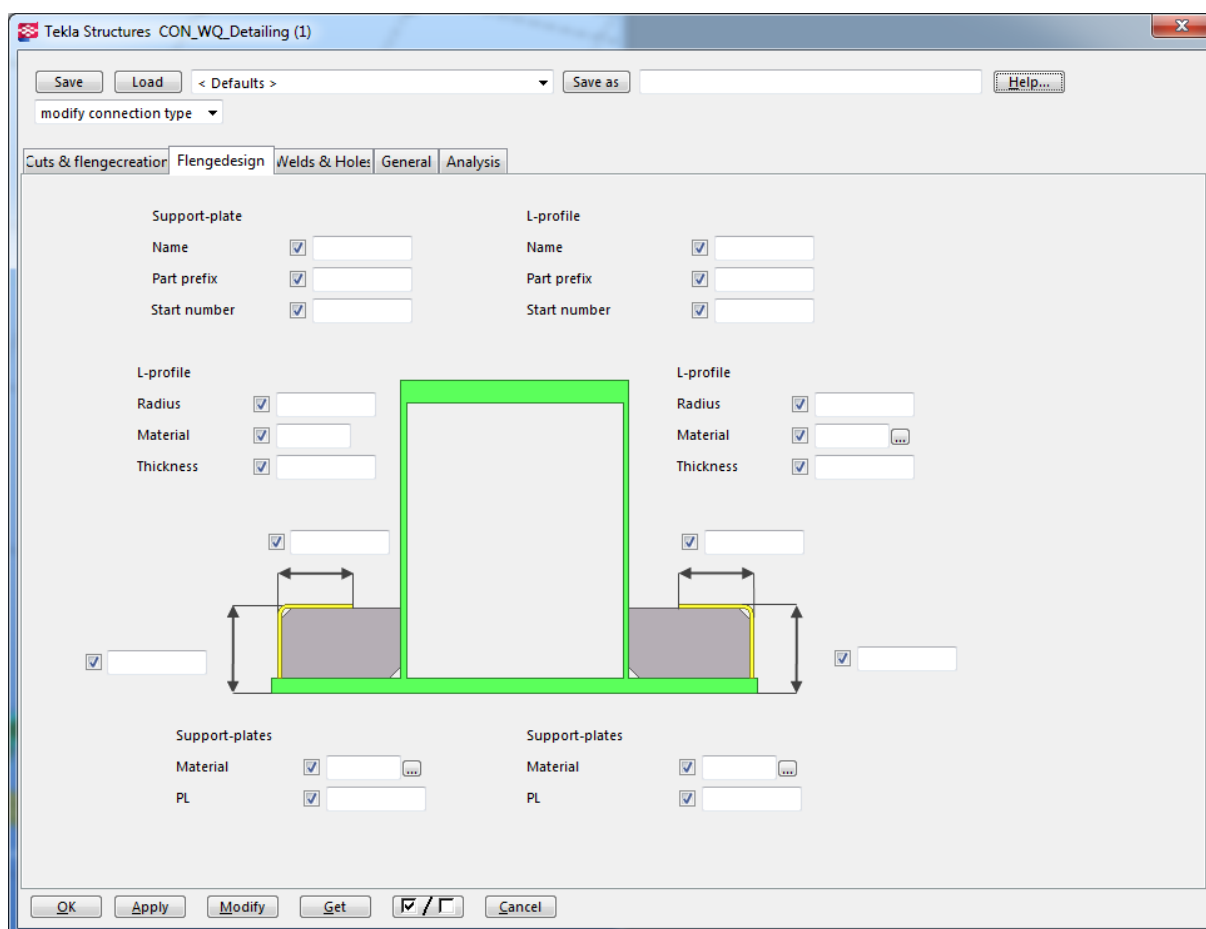 Tekla Structures CON_WQ_Detailing (1)
Save Load < Defaults > Save as Help...
modify connection type
Cuts & flengecreation Flengedesign Welds & Holes General Analysis
Support-plate L-profile
Name Name
Part prefix Part prefix
Start number Start number
L-profile L-profile
Radius Radius
Material Material ...
Thickness Thickness
Support-plates Support-plates
Material ... Material ...
PL PL
OK Apply Modify Get / Cancel